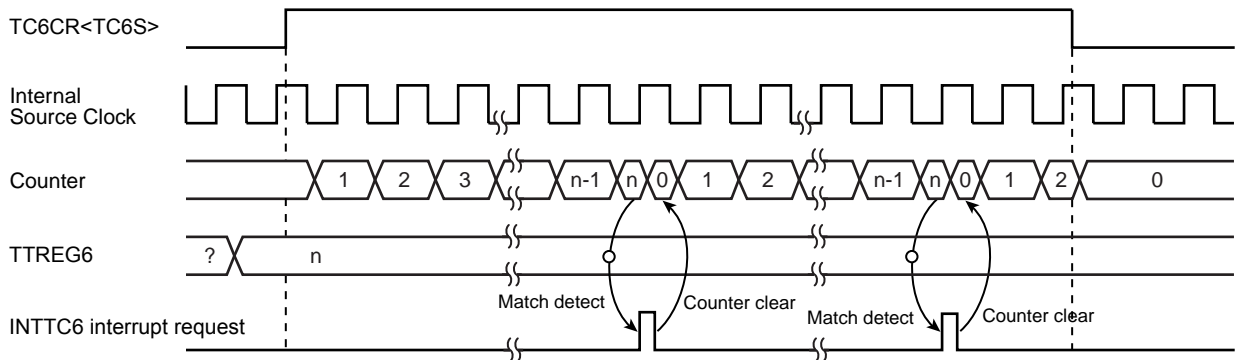 TC6CR<TC6S>
Internal
Source Clock
Counter
1 2 3 n-1 n 0 1 2 n-1 n 0 1 2 0
TTREG6
? n
Match detect Counter clear Match detect Counter clear
INTTC6 interrupt request